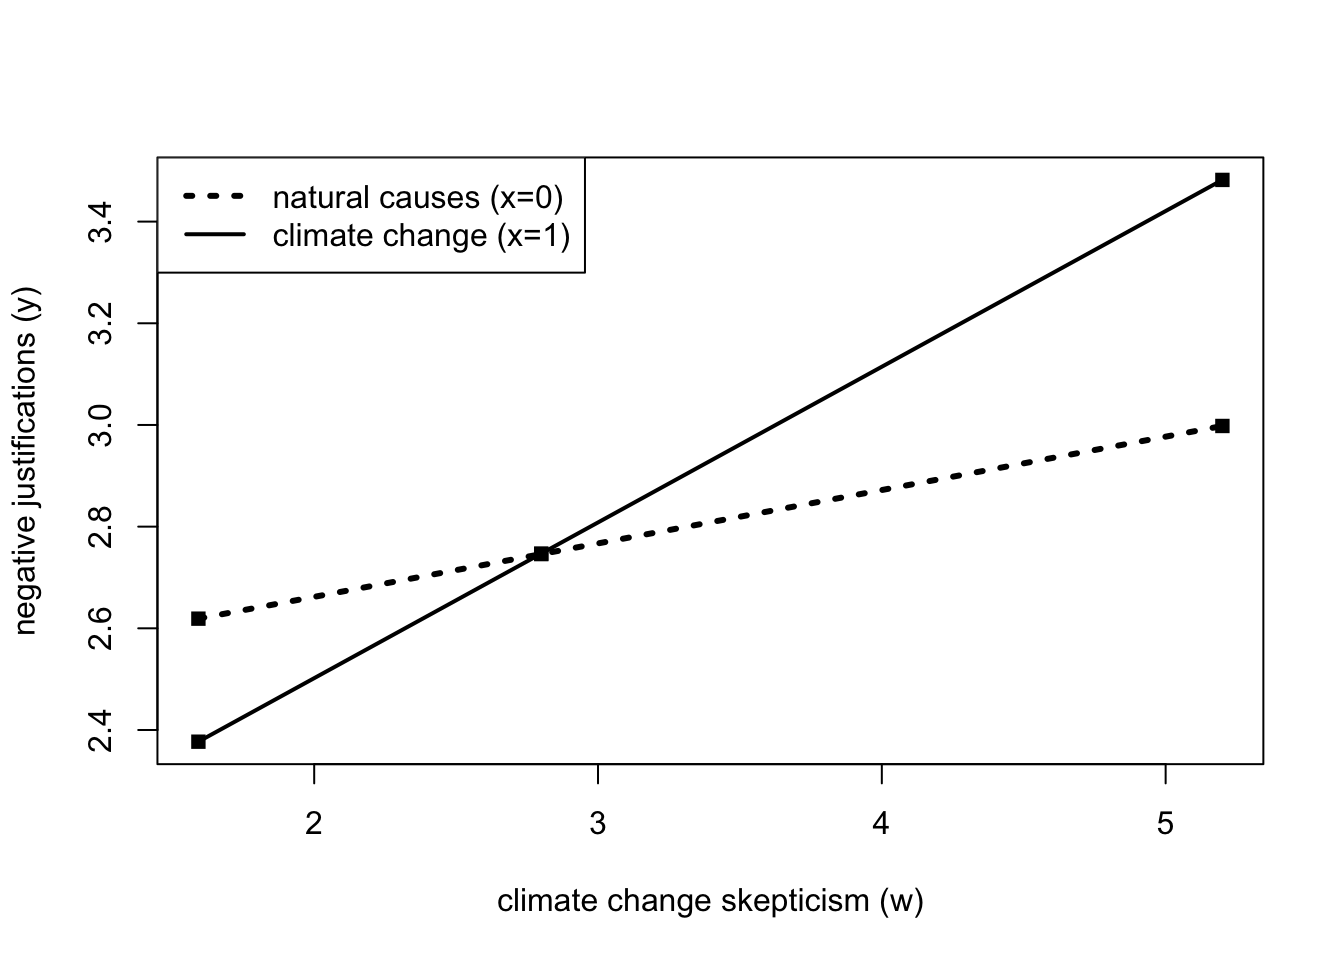 natural causes (x=0)
climate change (x=1)
negative justifications (y)
3.4
3.2
3.0
2.8
2.6
2.4
2 3 4 5
climate change skepticism (w)